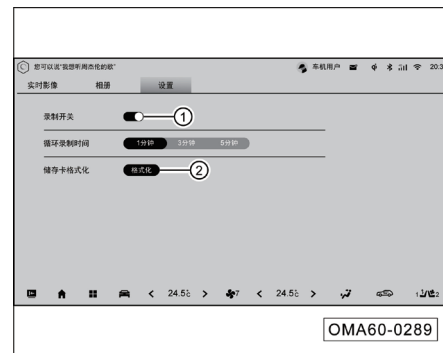 您可以说"我想听周杰伦的歌" 车机用户 20:3
实时影像 相册 设置
录制开关 1
循环录制时间 1分钟 3分钟 5分钟
储存卡格式化 格式化 2
24.5 7 24.5 1 2
OMA60-0289